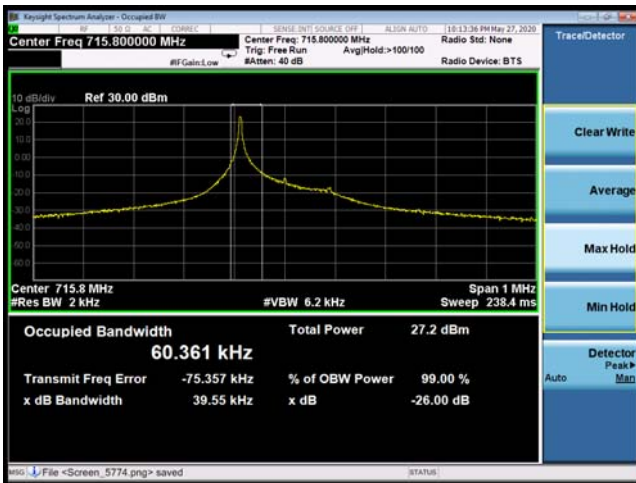 Keysight Spectrum Analyzer - Occupied BW
RF 50 Ω AC CORREC SENSE:INT SOURCE OFF ALIGN AUTO 10:13:36 PM May 27, 2020
Center Freq 715.800000 MHz Center Freq: 715.800000 MHz Radio Std: None
Trig: Free Run Avg|Hold:>100/100
#IFGain:Low #Atten: 40 dB Radio Device: BTS
Trace/Detector
10 dB/div Ref 30.00 dBm
Log
20.0
10.0
0.00
-10.0
-20.0
-30.0
-40.0
-50.0
-60.0
Center 715.8 MHz Span 1 MHz
#Res BW 2 kHz #VBW 6.2 kHz Sweep 238.4 ms
Occupied Bandwidth Total Power 27.2 dBm
60.361 kHz
Transmit Freq Error -75.357 kHz % of OBW Power 99.00 %
x dB Bandwidth 39.55 kHz x dB -26.00 dB
Clear Write
Average
Max Hold
Min Hold
Detector
Peak▶
Auto Man
MSG File <Screen_5774.png> saved STATUS